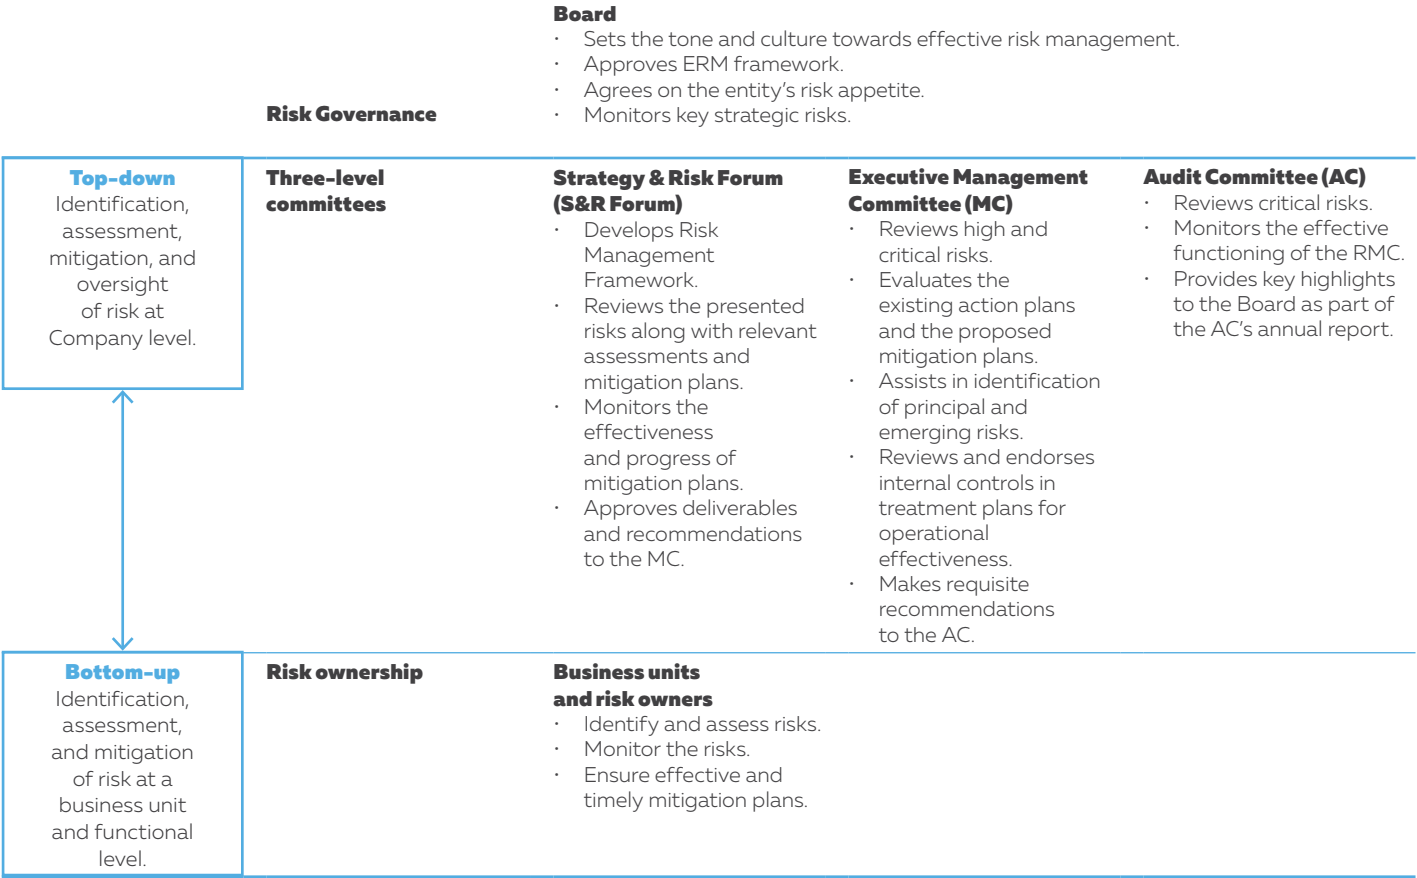 Board
· Sets the tone and culture towards effective risk management.
· Approves ERM framework.
· Agrees on the entity’s risk appetite.
Risk Governance
· Monitors key strategic risks.
Top-down
Identification,
assessment,
mitigation, and
oversight
of risk at
Company level.
Three-level
committees
Strategy & Risk Forum
(S&R Forum)
· Develops Risk
Management
Framework.
· Reviews the presented
risks along with relevant
assessments and
mitigation plans.
· Monitors the
effectiveness
and progress of
mitigation plans.
· Approves deliverables
and recommendations
to the MC.
Executive Management
Committee (MC)
· Reviews high and
critical risks.
· Evaluates the
existing action plans
and the proposed
mitigation plans.
· Assists in identification
of principal and
emerging risks.
· Reviews and endorses
internal controls in
treatment plans for
operational
effectiveness.
· Makes requisite
recommendations
to the AC.
Audit Committee (AC)
· Reviews critical risks.
· Monitors the effective
functioning of the RMC.
· Provides key highlights
to the Board as part of
the AC’s annual report.
Bottom-up
Identification,
assessment,
and mitigation
of risk at a
business unit
and functional
level.
Risk ownership
Business units
and risk owners
· Identify and assess risks.
· Monitor the risks.
· Ensure effective and
timely mitigation plans.